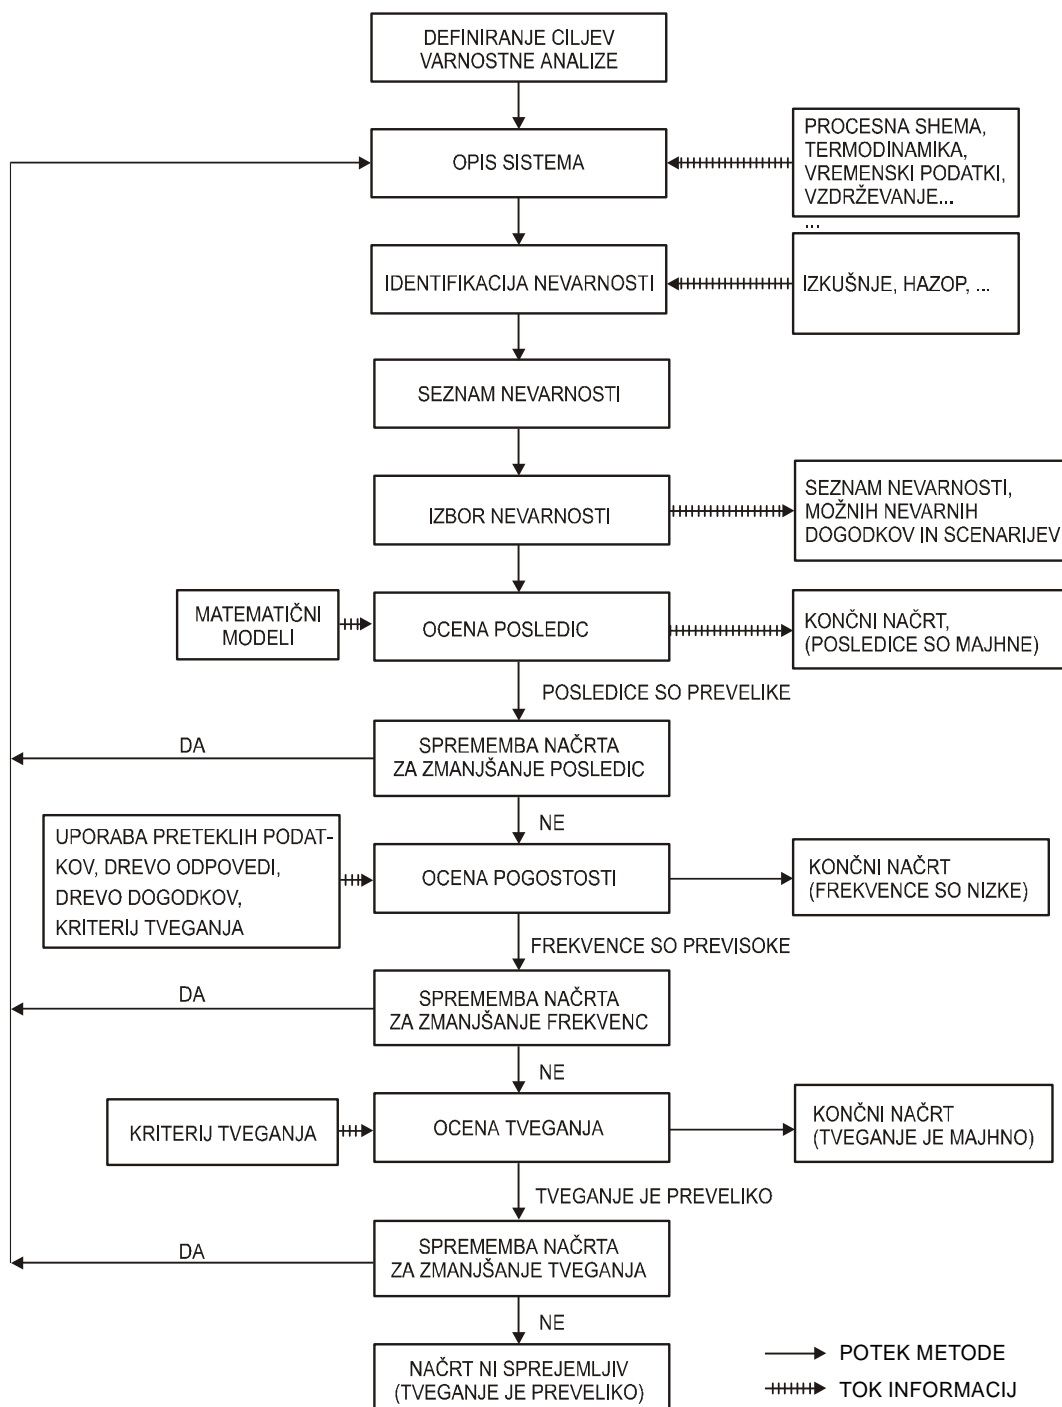 DEFINIRANJE CILJEV
VARNOSTNE ANALIZE
OPIS SISTEMA
PROCESNA SHEMA,
TERMODINAMIKA,
VREMENSKI PODATKI,
VZDRŽEVANJE...
...
IDENTIFIKACIJA NEVARNOSTI
IZKUŠNJE, HAZOP, ...
SEZNAM NEVARNOSTI
IZBOR NEVARNOSTI
SEZNAM NEVARNOSTI,
MOŽNIH NEVARNIH
DOGODKOV IN SCENARIJEV
MATEMATIČNI
MODELI
OCENA POSLEDIC
KONČNI NAČRT,
(POSLEDICE SO MAJHNE)
POSLEDICE SO PREVELIKE
DA
SPREMEMBA NAČRTA
ZA ZMANJŠANJE POSLEDIC
NE
UPORABA PRETEKLIH PODAT-
KOV, DREVO ODPOVEDI,
DREVO DOGODKOV,
KRITERIJ TVEGANJA
OCENA POGOSTOSTI
KONČNI NAČRT
(FREKVENCE SO NIZKE)
FREKVENCE SO PREVISOKE
DA
SPREMEMBA NAČRTA
ZA ZMANJŠANJE FREKVENC
NE
KRITERIJ TVEGANJA
OCENA TVEGANJA
KONČNI NAČRT
(TVEGANJE JE MAJHNO)
TVEGANJE JE PREVELIKO
DA
SPREMEMBA NAČRTA
ZA ZMANJŠANJE TVEGANJA
NE
NAČRT NI SPREJEMLJIV
(TVEGANJE JE PREVELIKO)
POTEK METODE
TOK INFORMACIJ